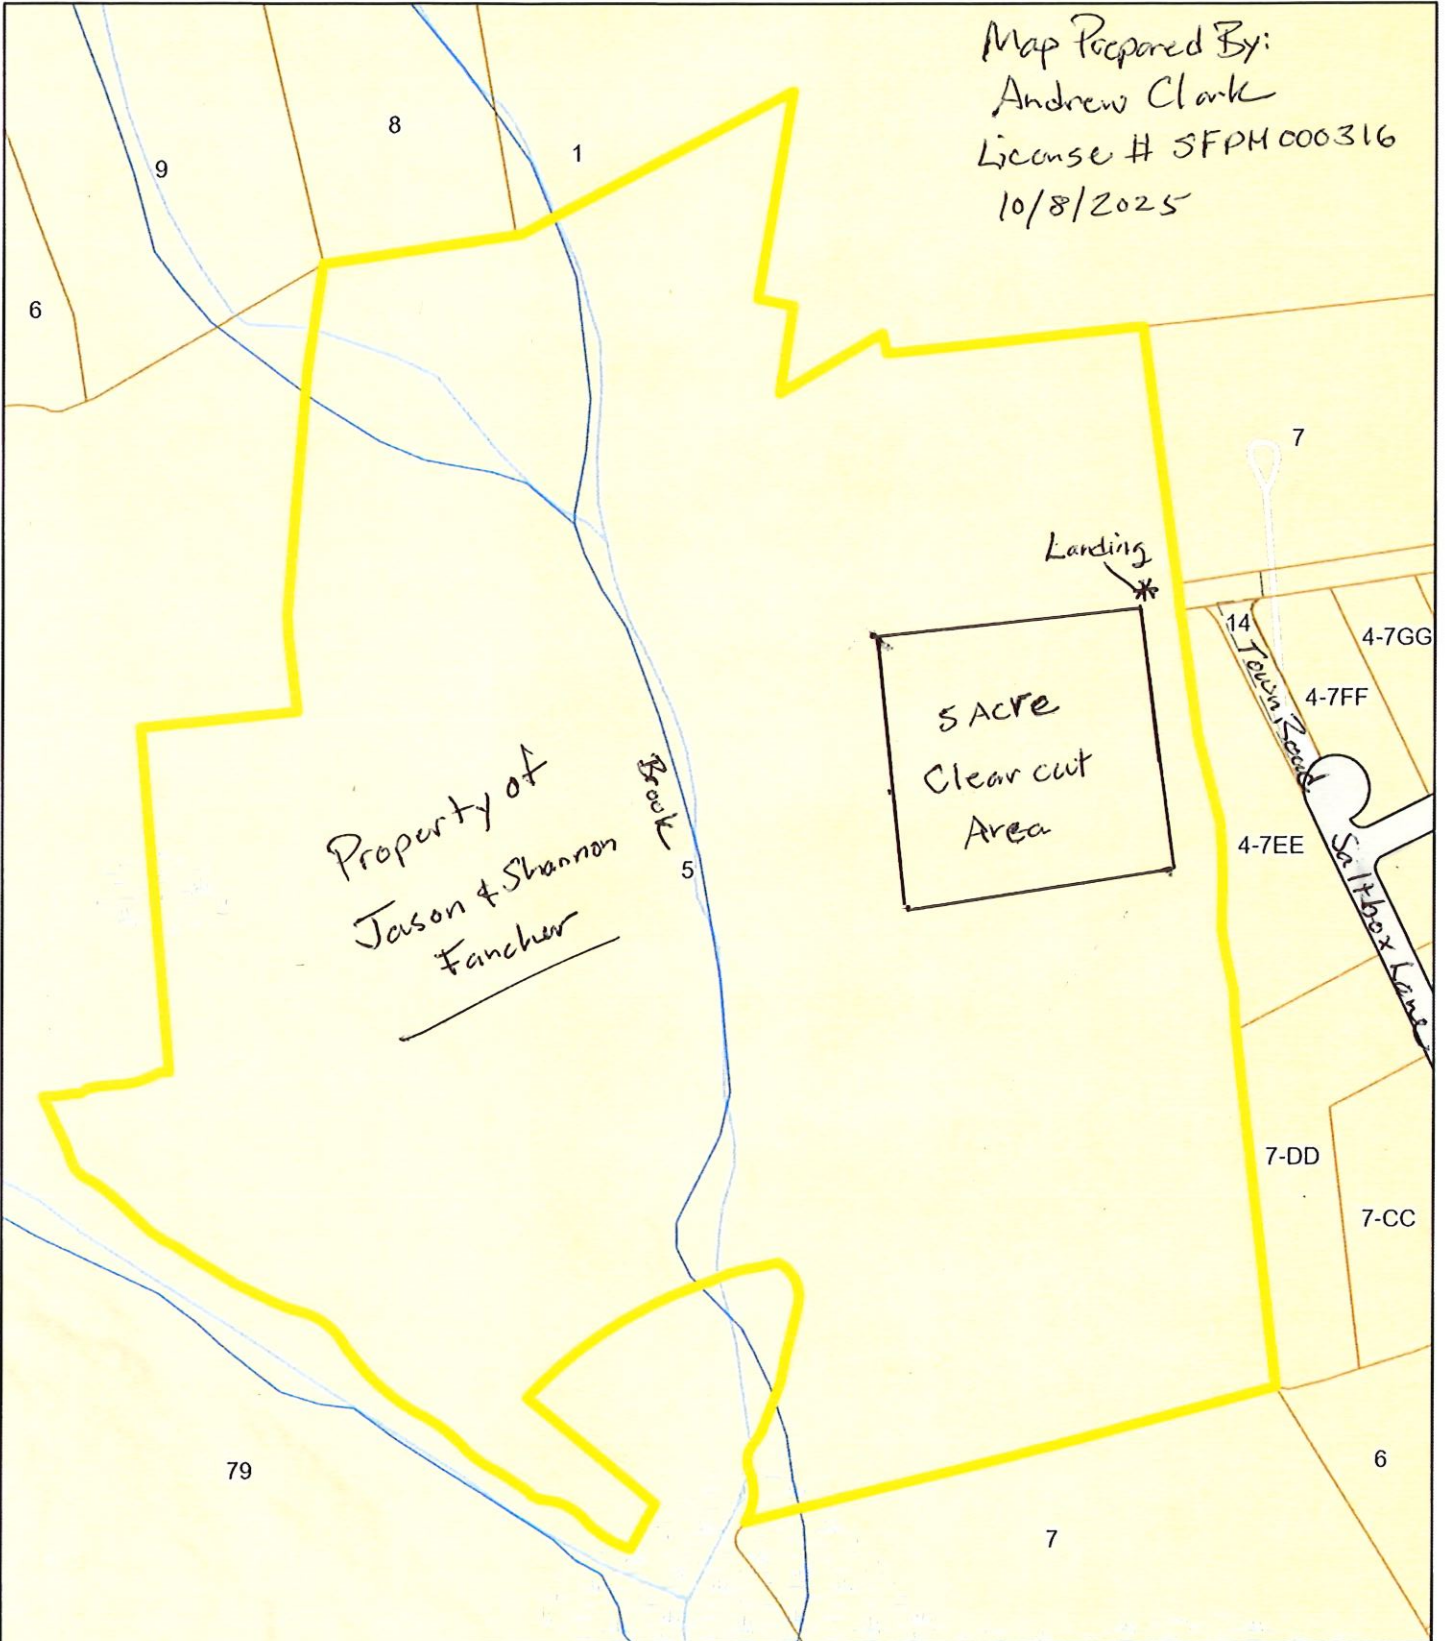 Map Prepared By:
Andrew Clark
License # SFPM000316
10/8/2025
8
1
9
6
7
Landing
14
4-7GG
Town Road
4-7FF
5 Acre
Clear cut
Area
Property of
Jason & Shannon
Fancher
Brook
5
4-7EE
Saltbox Lane
7-DD
7-CC
79
6
7